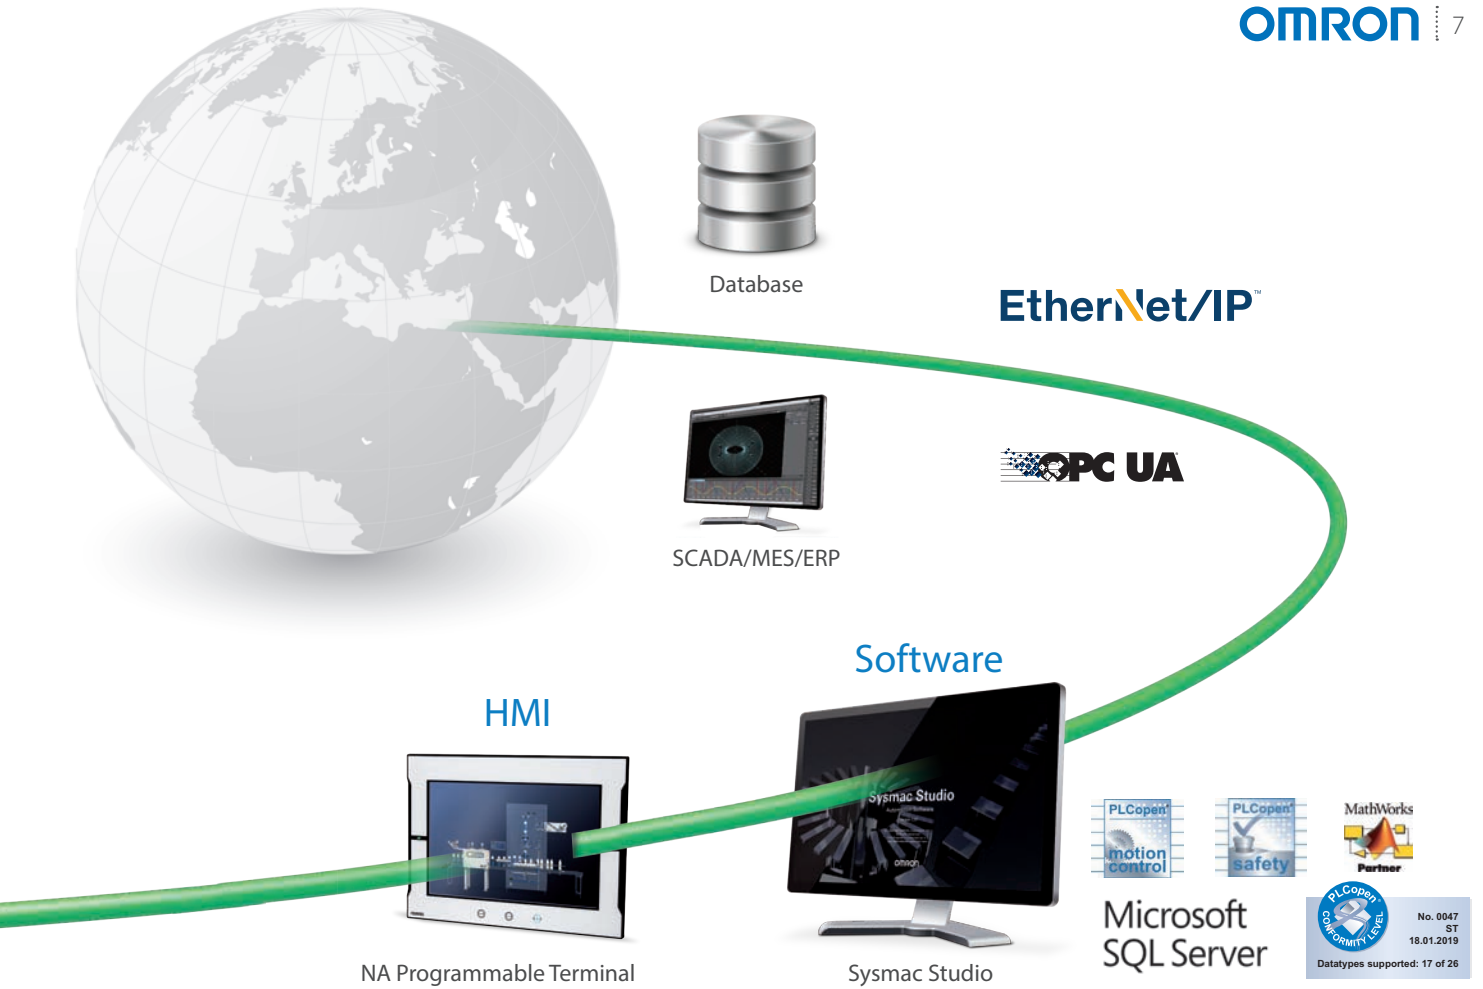 OMRON
7
Database
EtherNet/IP™
OPC UA
SCADA/MES/ERP
Software
HMI
Sysmac Studio
omron
PLCopen
motion
control
PLCopen
safety
MathWorks
Partner
Microsoft
SQL Server
PLCopen
CONFORMITY LEVEL
No. 0047
ST
18.01.2019
Datatypes supported: 17 of 26
NA Programmable Terminal
Sysmac Studio